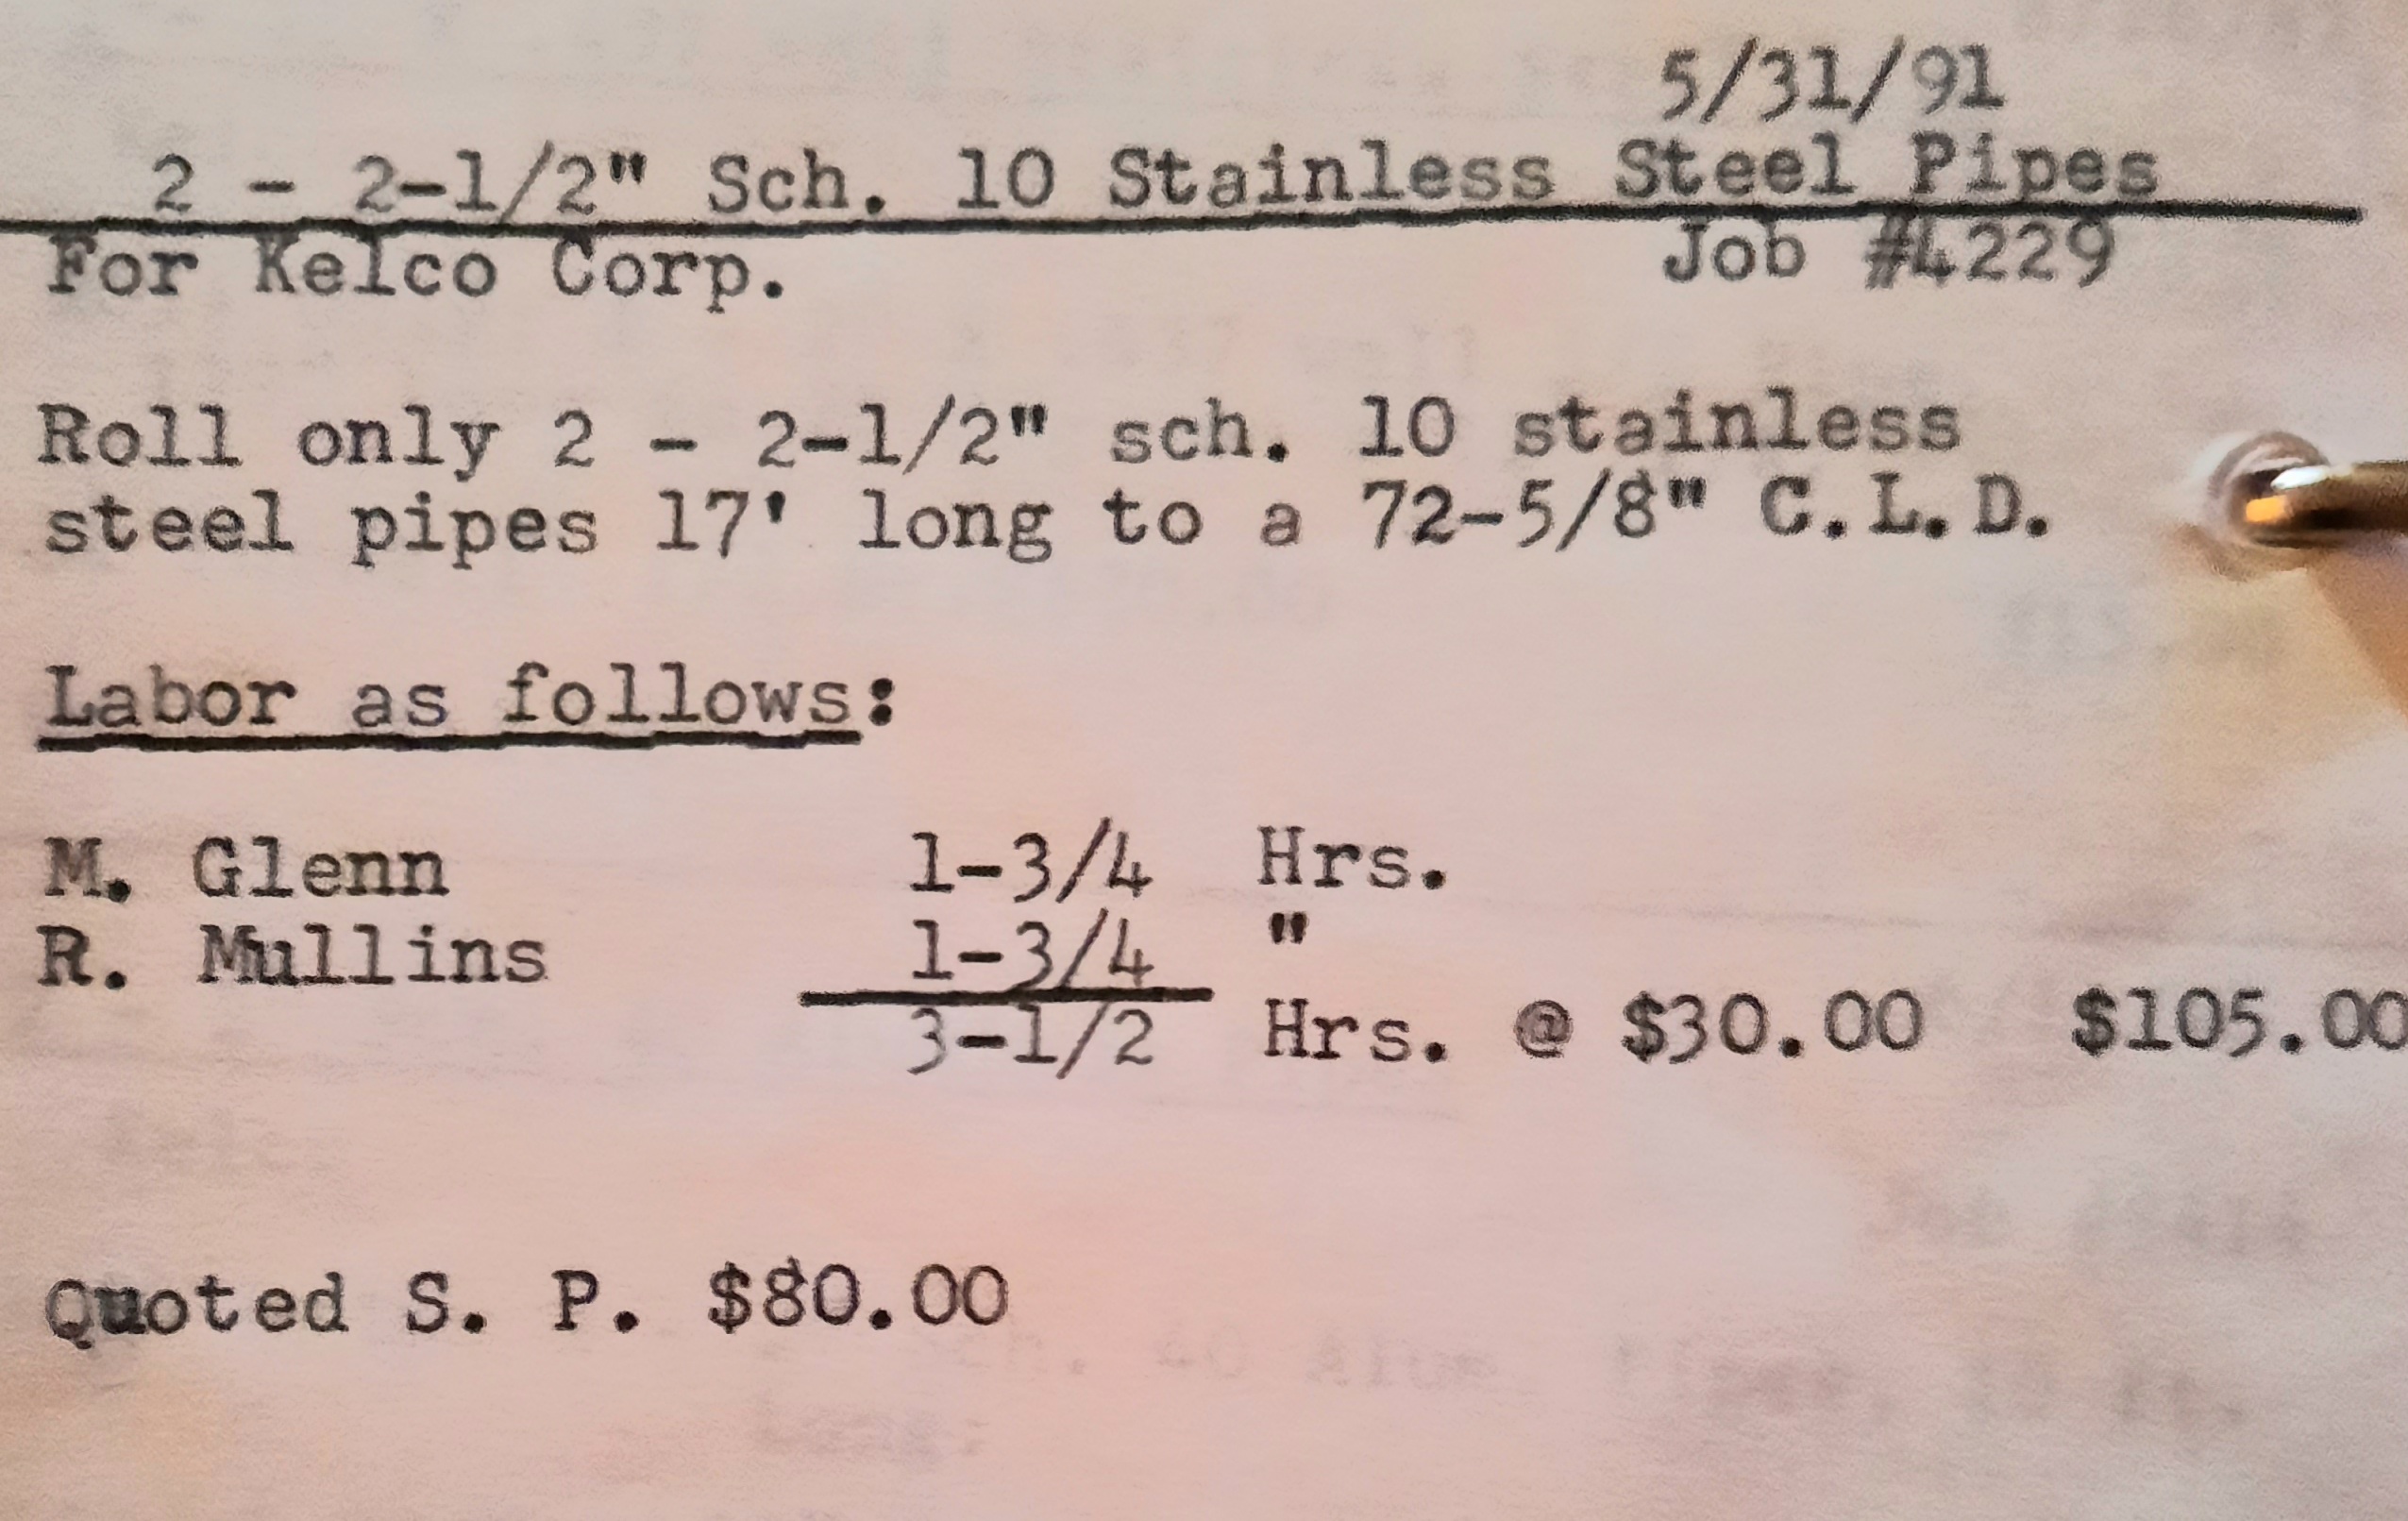 5/31/91
2 - 2-1/2" Sch. 10 Stainless Steel Pipes
For Kelco Corp. Job #4229
Roll only 2 - 2-1/2" sch. 10 stainless
steel pipes 17' long to a 72-5/8" C.L.D.
Labor as follows:
M. Glenn 1-3/4 Hrs.
R. Mullins 1-3/4 "
3-1/2 Hrs. @ $30.00 $105.00
Quoted S. P. $80.00